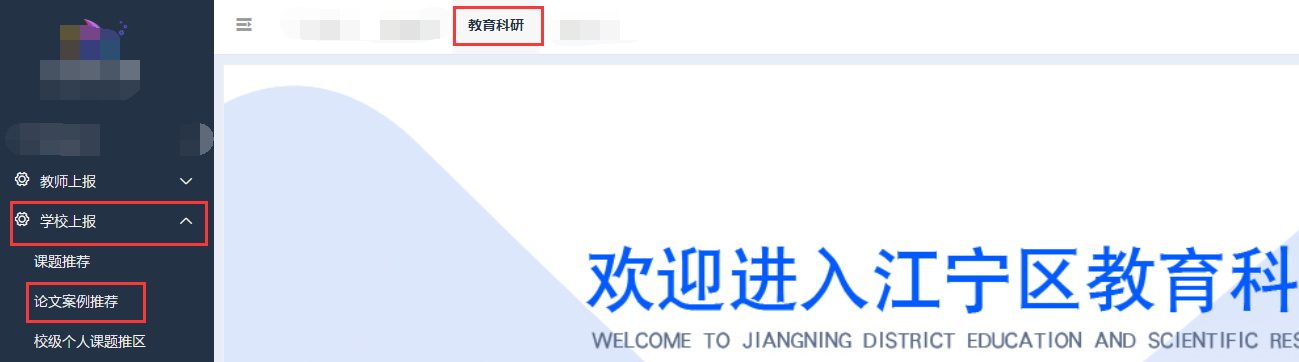 教育科研
教师上报
学校上报
课题推荐
论文案例推荐
校级个人课题推区
欢迎进入江宁区教育科
WELCOME TO JIANGNING DISTRICT EDUCATION AND SCIENTIFIC RES